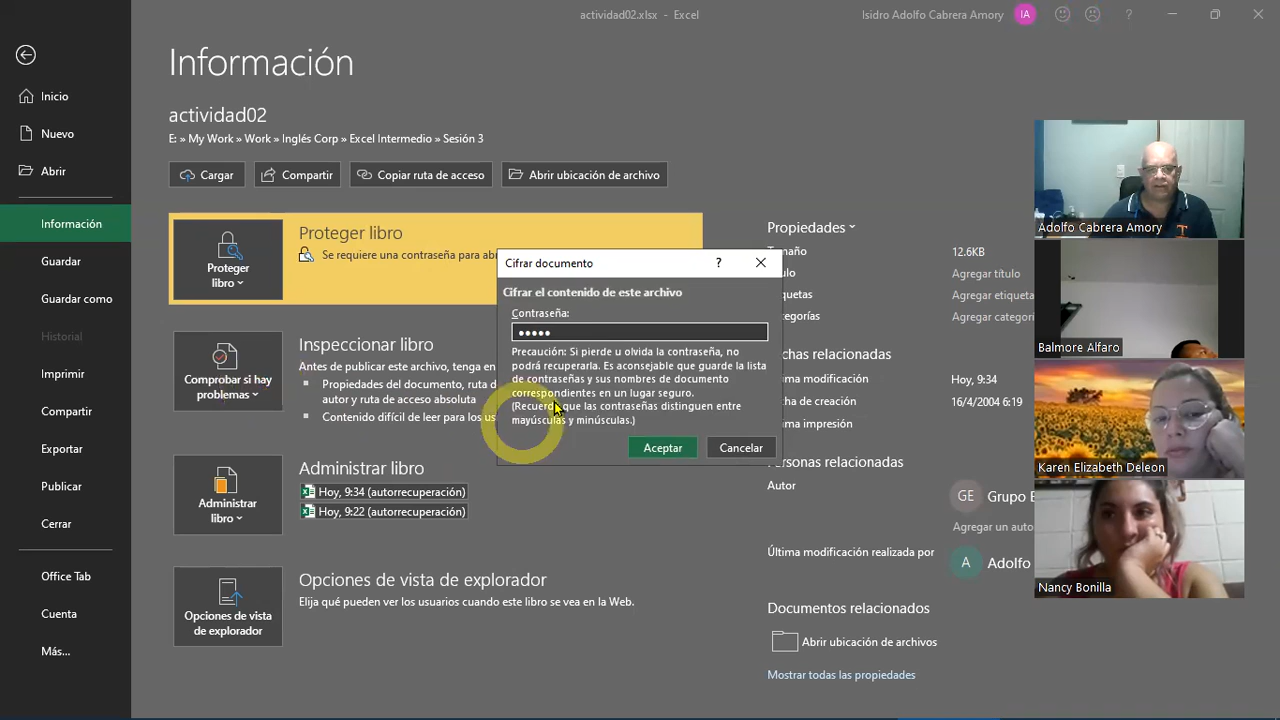 actividad02.xlsx - Excel
Isidro Adolfo Cabrera Amory
IA
?
Inicio
Nuevo
Abrir
Información
Guardar
Guardar como
Historial
Imprimir
Compartir
Exportar
Publicar
Cerrar
Office Tab
Cuenta
Más...
Información
actividad02
E: » My Work » Work » Inglés Corp » Excel Intermedio » Sesión 3
Cargar
Compartir
Copiar ruta de acceso
Abrir ubicación de archivo
Proteger
libro
Proteger libro
Se requiere una contraseña para
Comprobar si hay
problemas
Inspeccionar libro
Antes de publicar este archivo, tenga en
Propiedades del documento, ruta d
autor y ruta de acceso absoluta
Contenido difícil de leer para los us
Administrar
libro
Administrar libro
Hoy, 9:34 (autorrecuperación)
Hoy, 9:22 (autorrecuperación)
Opciones de vista
de explorador
Opciones de vista de explorador
Elija qué pueden ver los usuarios cuando este libro se vea en la Web.
Cifrar documento
?
Cifrar el contenido de este archivo
Contraseña:
•••••
Precaución: Si pierde u olvida la contraseña, no
podrá recuperarla. Es aconsejable que guarde la lista
de contraseñas y sus nombres de documento
correspondientes en un lugar seguro.
(Recuerde que las contraseñas distinguen entre
mayúsculas y minúsculas.)
Aceptar
Cancelar
Propiedades
Tamaño
12.6KB
Agregar título
Agregar etiqueta
Agregar categorí
Hoy, 9:34
16/4/2004 6:19
Autor
GE
Grupo E
Agregar un auto
Última modificación realizada por
A
Adolfo
Documentos relacionados
Abrir ubicación de archivos
Mostrar todas las propiedades
Adolfo Cabrera Amory
Balmore Alfaro
Karen Elizabeth Deleon
Nancy Bonilla